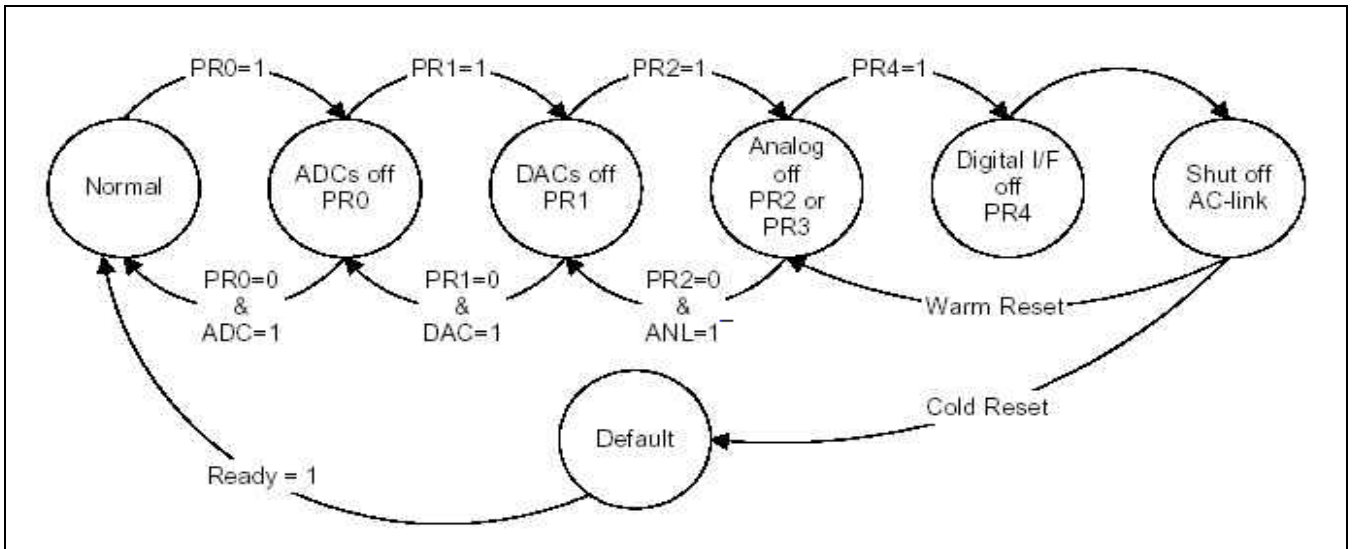 PR0=1
PR1=1
PR2=1
PR4=1
Normal
ADCs off
PR0
DACs off
PR1
Analog
off
PR2 or
PR3
Digital I/F
off
PR4
Shut off
AC-link
PR0=0
&
ADC=1
PR1=0
&
DAC=1
PR2=0
&
ANL=1
Warm Reset
Default
Cold Reset
Ready = 1